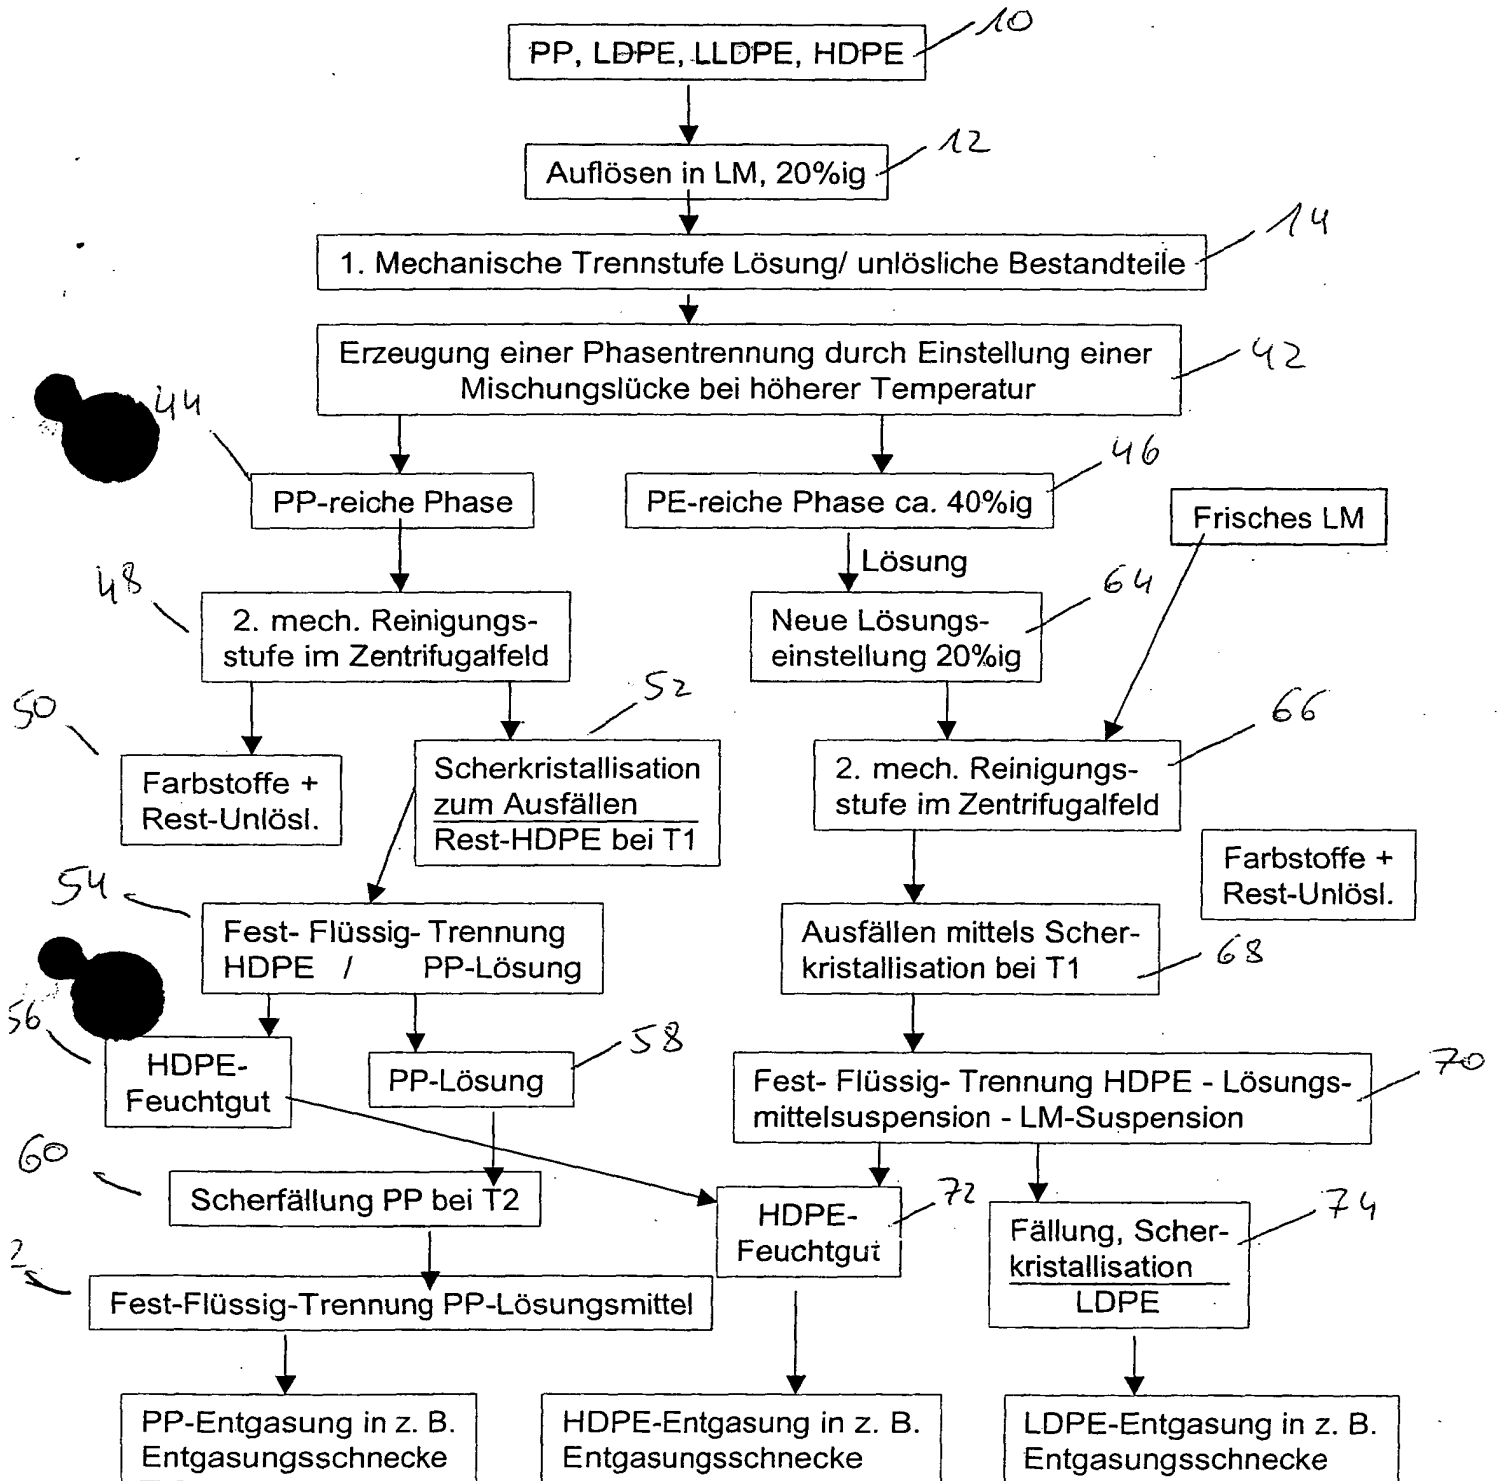 10
PP, LDPE, LLDPE, HDPE
12
Auflösen in LM, 20%ig
14
1. Mechanische Trennstufe Lösung/ unlösliche Bestandteile
Erzeugung einer Phasentrennung durch Einstellung einer
Mischungslücke bei höherer Temperatur
42
44
PP-reiche Phase
46
PE-reiche Phase ca. 40%ig
Frisches LM
Lösung
48
2. mech. Reinigungs-
stufe im Zentrifugalfeld
64
Neue Lösungs-
einstellung 20%ig
50
Farbstoffe +
Rest-Unlösl.
52
Scherkristallisation
zum Ausfällen
Rest-HDPE bei T1
66
2. mech. Reinigungs-
stufe im Zentrifugalfeld
Farbstoffe +
Rest-Unlösl.
54
Fest- Flüssig- Trennung
HDPE / PP-Lösung
Ausfällen mittels Scher-
kristallisation bei T1
68
56
HDPE-
Feuchtgut
58
PP-Lösung
70
Fest- Flüssig- Trennung HDPE - Lösungs-
mittelsuspension - LM-Suspension
60
Scherfällung PP bei T2
72
HDPE-
Feuchtgut
74
Fällung, Scher-
kristallisation
LDPE
2
Fest-Flüssig-Trennung PP-Lösungsmittel
PP-Entgasung in z. B.
Entgasungsschnecke
HDPE-Entgasung in z. B.
Entgasungsschnecke
LDPE-Entgasung in z. B.
Entgasungsschnecke